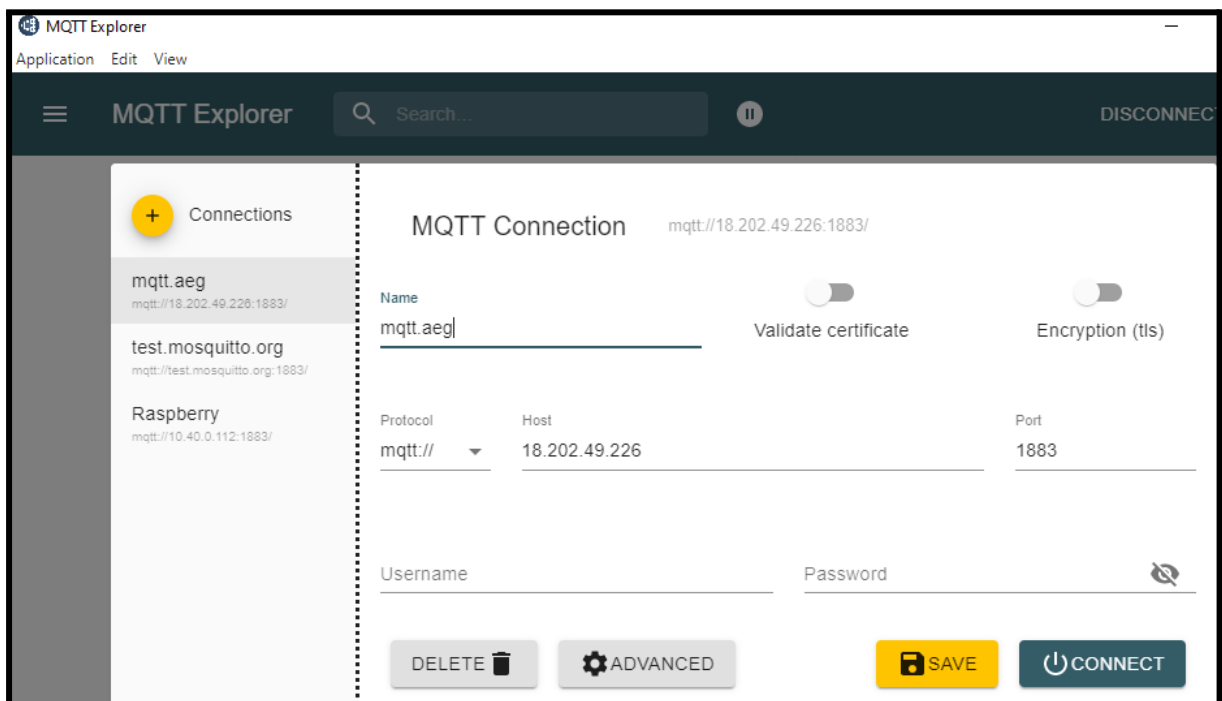 MQTT Explorer
Application Edit View
MQTT Explorer
Search...
DISCONNECT
+ Connections
mqtt.aeg
mqtt://18.202.49.226:1883/
test.mosquitto.org
mqtt://test.mosquitto.org:1883/
Raspberry
mqtt://10.40.0.112:1883/
MQTT Connection mqtt://18.202.49.226:1883/
Name
mqtt.aeg
Validate certificate
Encryption (tls)
Protocol Host Port
mqtt:// 18.202.49.226 1883
Username Password
DELETE ADVANCED SAVE CONNECT